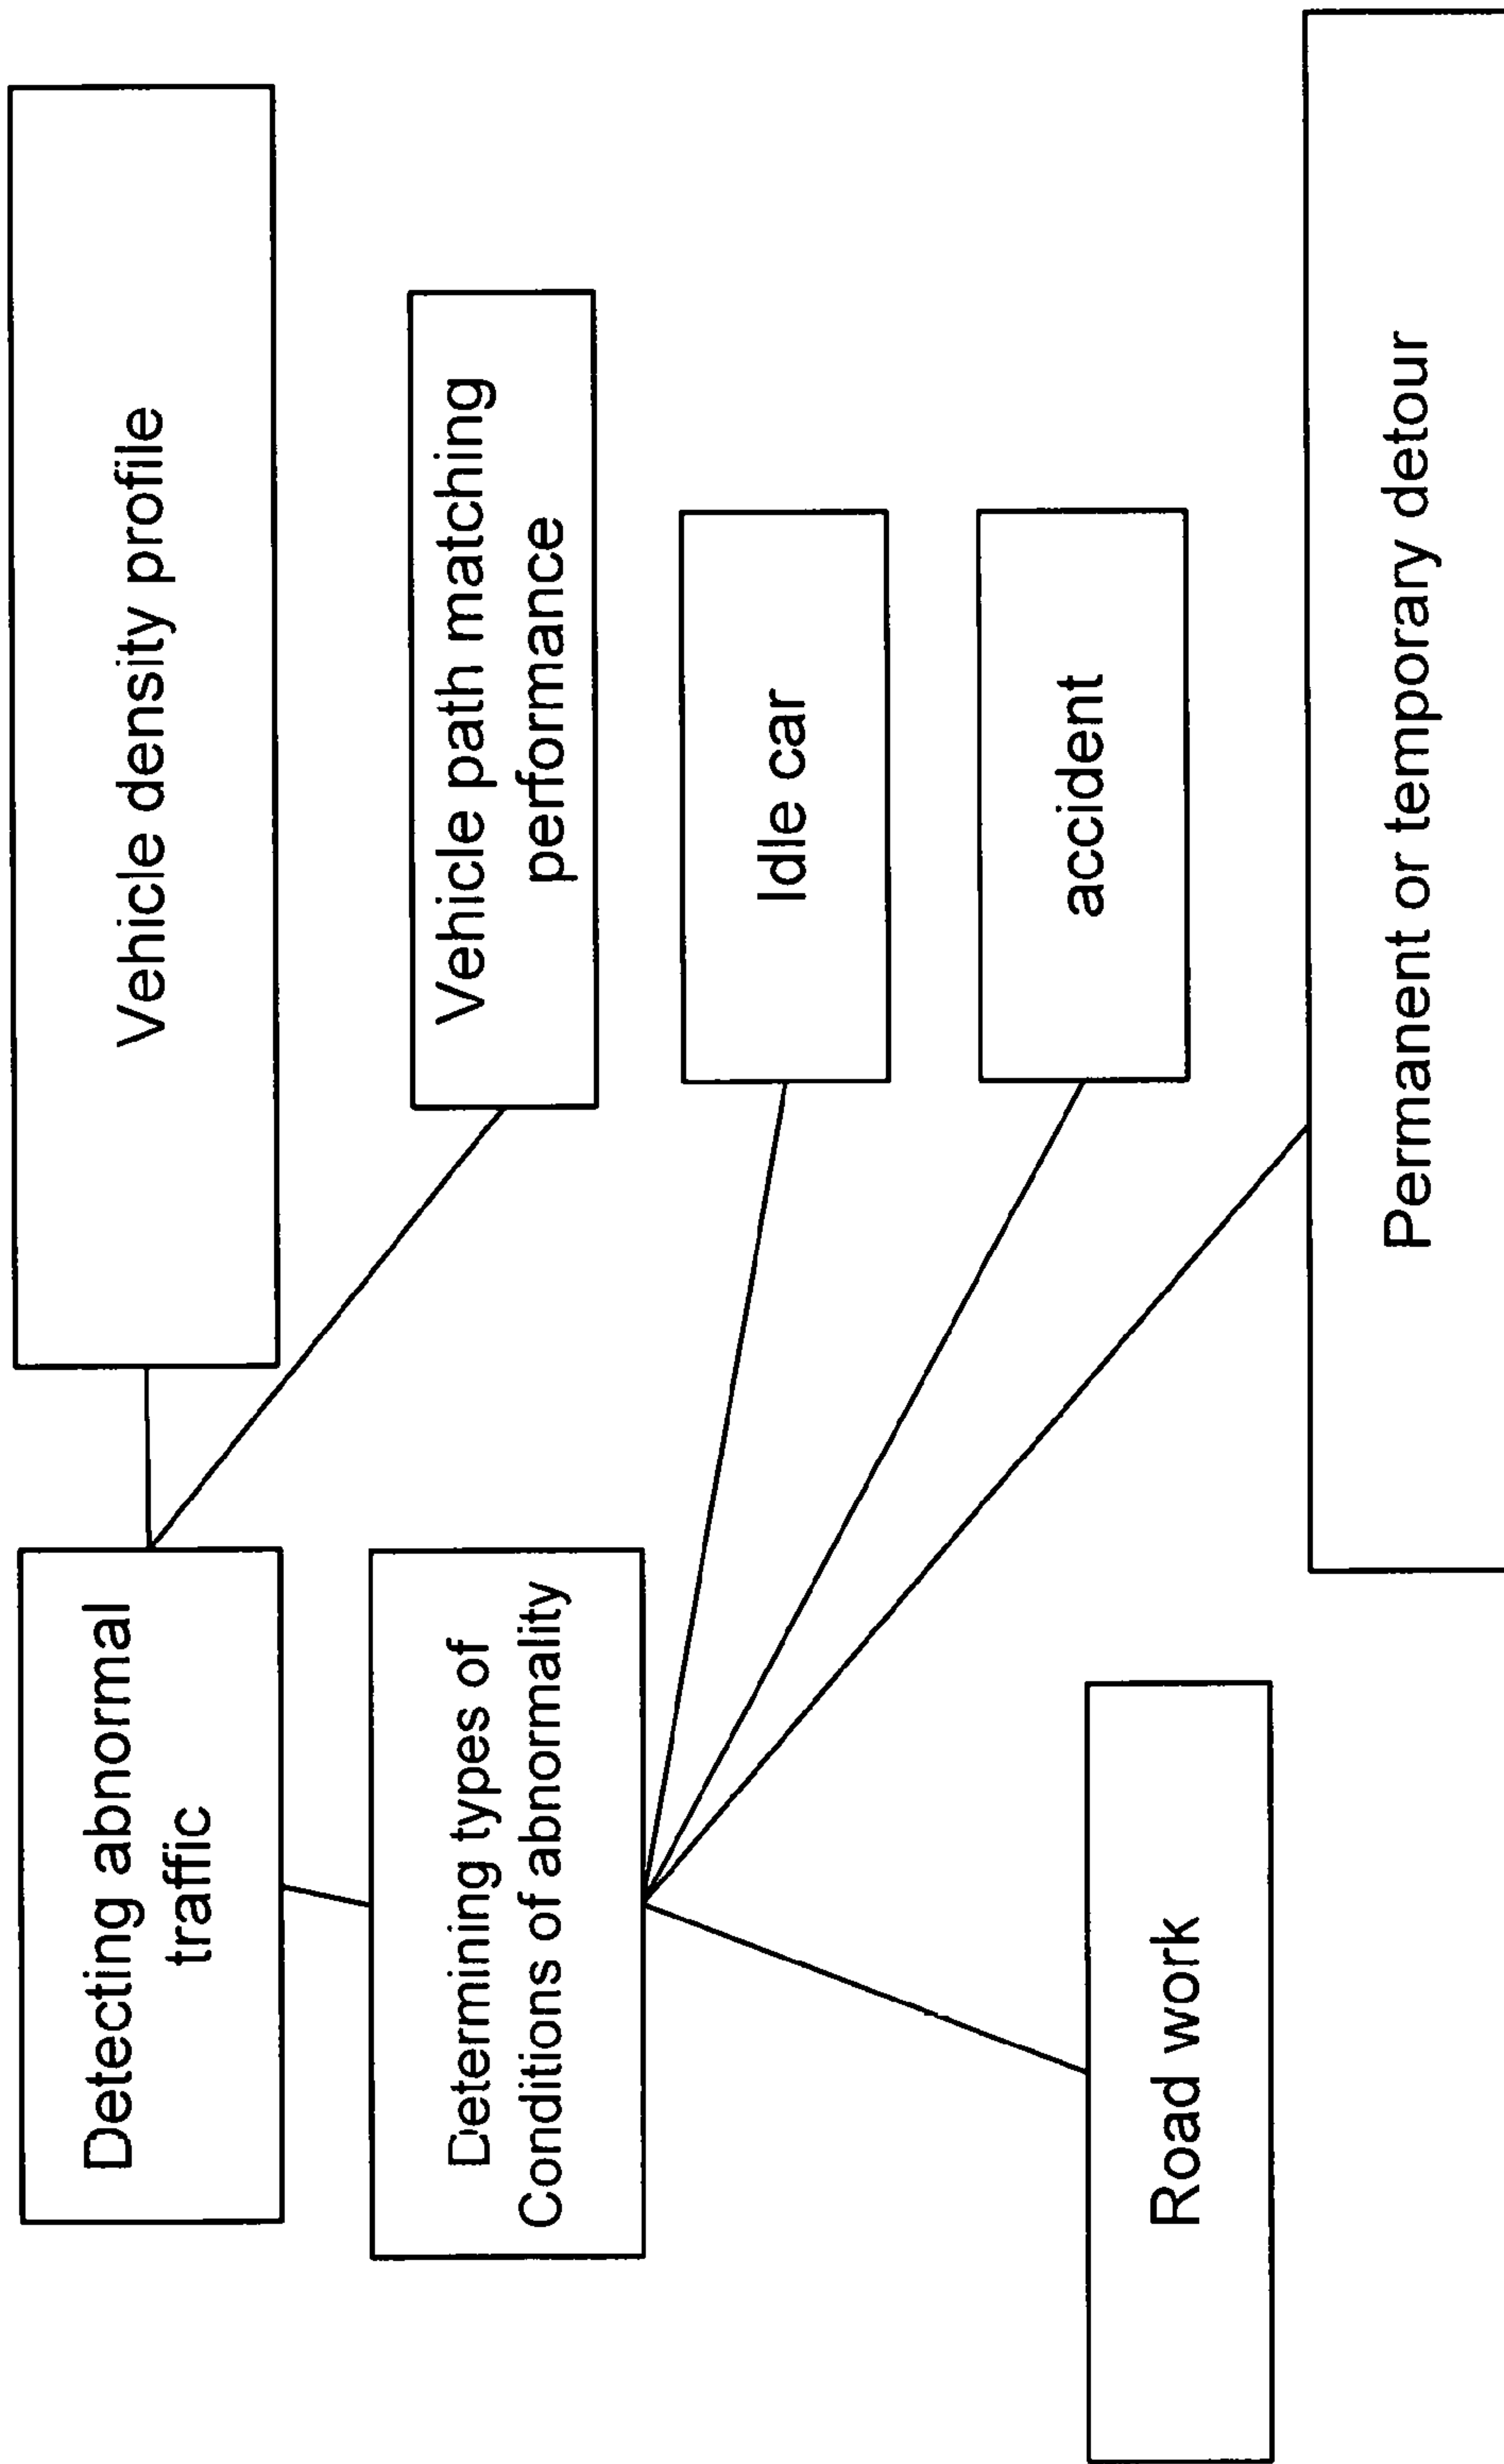 Detecting abnormal
traffic
Vehicle density profile
Determining types of
Conditions of abnormality
Vehicle path matching
performance
Idle car
accident
Road work
Permanent or temporary detour